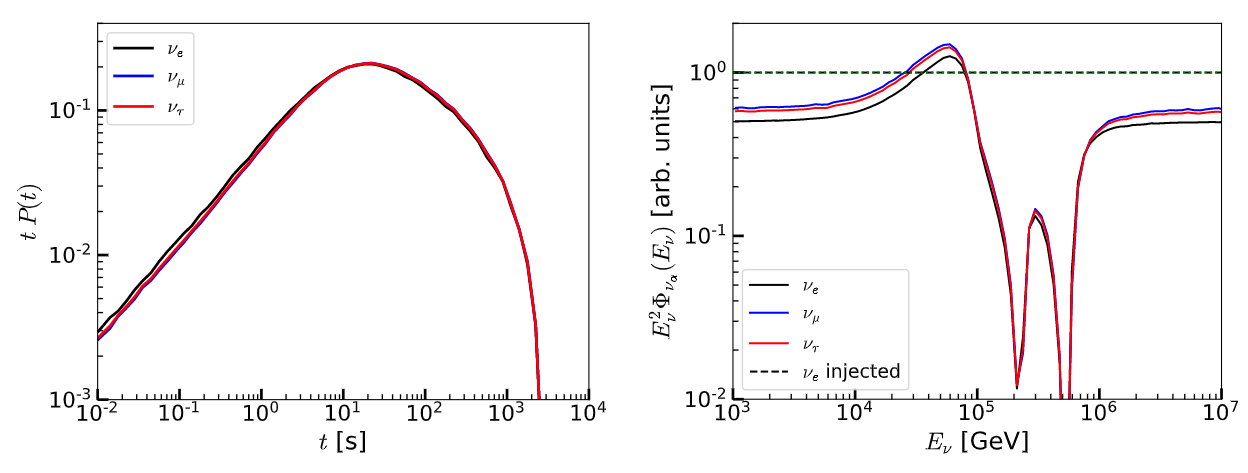 ν_e
ν_μ
ν_τ
t P(t)
10^-1
10^-2
10^-3
10^-2 10^-1 10^0 10^1 10^2 10^3 10^4
t [s]
E_ν^2 Φ_{ν_α}(E_ν) [arb. units]
10^0
10^-1
10^-2
ν_e
ν_μ
ν_τ
ν_e injected
10^3 10^4 10^5 10^6 10^7
E_ν [GeV]